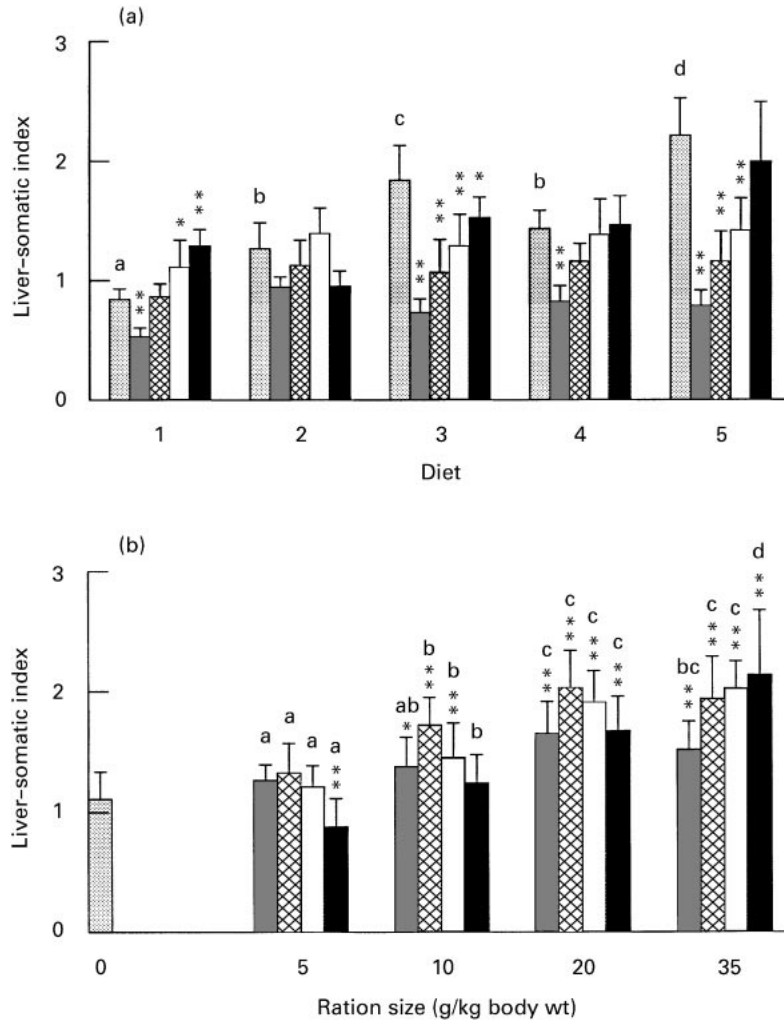 (a)
3
2
1
0
Liver–somatic index
a
**
*
**
b
c
**
**
**
*
b
**
d
**
**
**
1 2 3 4 5
Diet
(b)
3
2
1
0
Liver–somatic index
a a a a
**
ab b b b
* ** **
c c c c
** ** ** **
bc c c d
** ** ** **
0 5 10 20 35
Ration size (g/kg body wt)